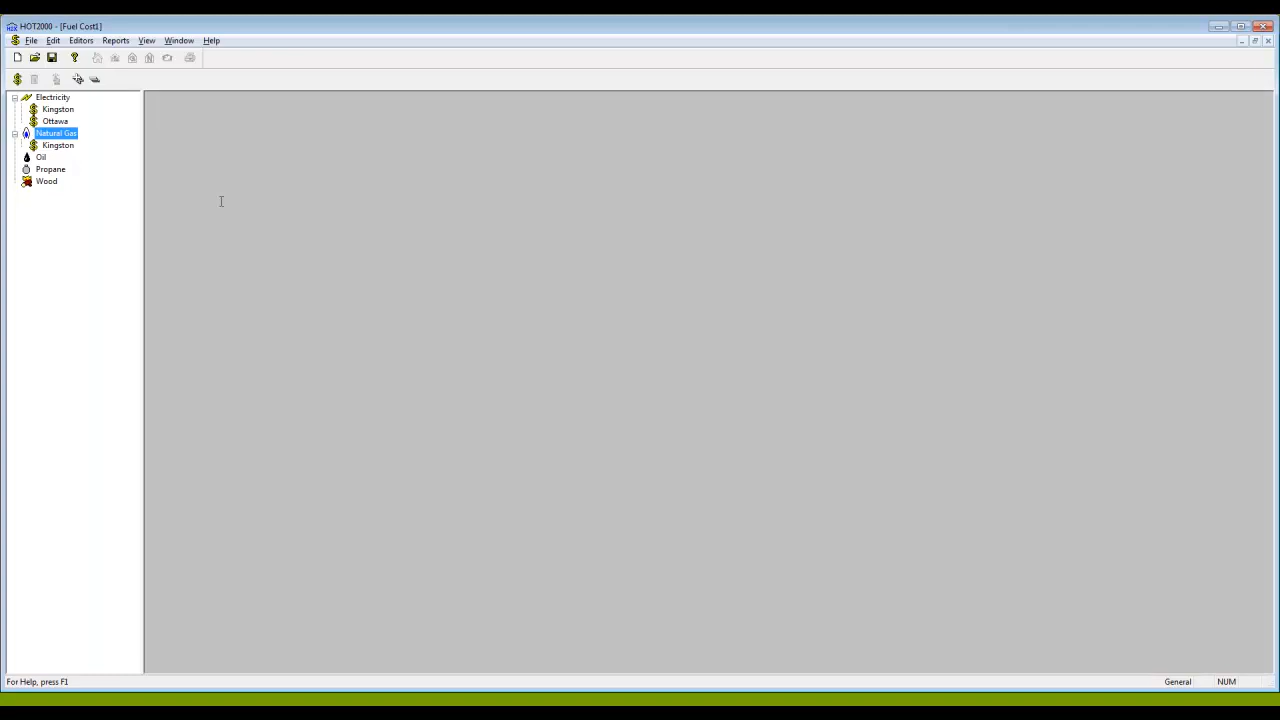 HOT2000 - [Fuel Cost1]
File Edit Editors Reports View Window Help
Electricity
Kingston
Ottawa
Natural Gas
Kingston
Oil
Propane
Wood
For Help, press F1 General NUM